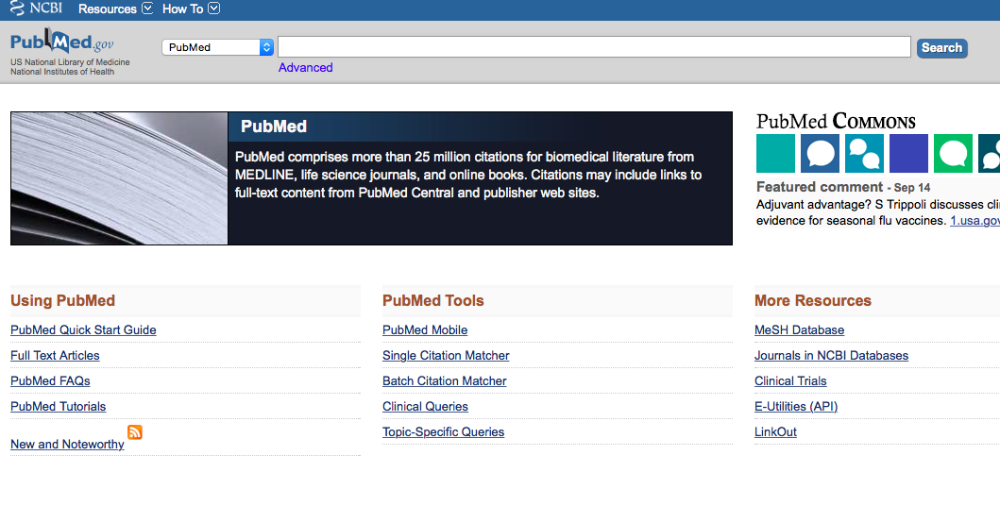 NCBI Resources How To
PubMed.gov
US National Library of Medicine
National Institutes of Health
PubMed
Search
Advanced
PubMed
PubMed comprises more than 25 million citations for biomedical literature from
MEDLINE, life science journals, and online books. Citations may include links to
full-text content from PubMed Central and publisher web sites.
PubMed Commons
Featured comment - Sep 14
Adjuvant advantage? S Trippoli discusses
evidence for seasonal flu vaccines. 1.usa.gov
Using PubMed
PubMed Quick Start Guide
Full Text Articles
PubMed FAQs
PubMed Tutorials
New and Noteworthy
PubMed Tools
PubMed Mobile
Single Citation Matcher
Batch Citation Matcher
Clinical Queries
Topic-Specific Queries
More Resources
MeSH Database
Journals in NCBI Databases
Clinical Trials
E-Utilities (API)
LinkOut